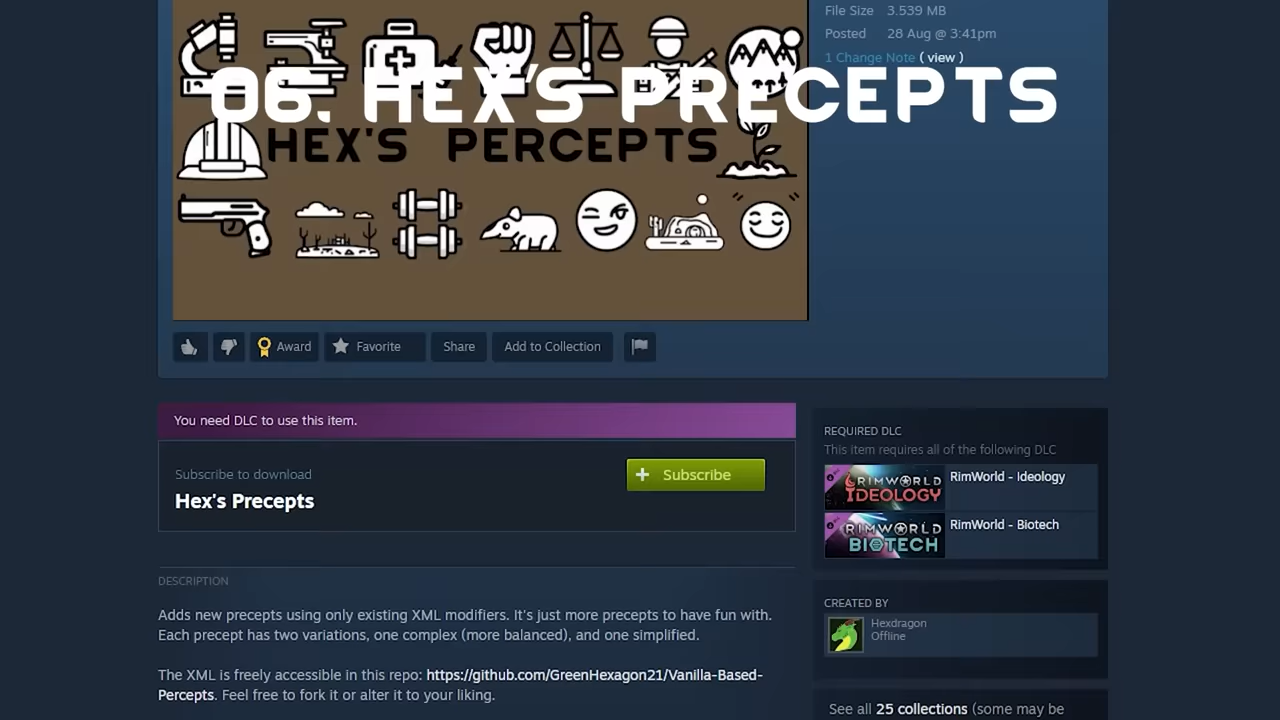 File Size 3.539 MB
Posted 28 Aug @ 3:41pm
1 Change Note ( view )
06. HEX'S PRECEPTS
HEX'S PERCEPTS
Award
Favorite
Share
Add to Collection
You need DLC to use this item.
Subscribe to download
Hex's Precepts
Subscribe
REQUIRED DLC
This item requires all of the following DLC
RIMWORLD
IDEOLOGY
RimWorld - Ideology
RIMWORLD
BIOTECH
RimWorld - Biotech
DESCRIPTION
Adds new precepts using only existing XML modifiers. It's just more precepts to have fun with.
Each precept has two variations, one complex (more balanced), and one simplified.
The XML is freely accessible in this repo: https://github.com/GreenHexagon21/Vanilla-Based-
Percepts. Feel free to fork it or alter it to your liking.
CREATED BY
Hexdragon
Offline
See all 25 collections (some may be